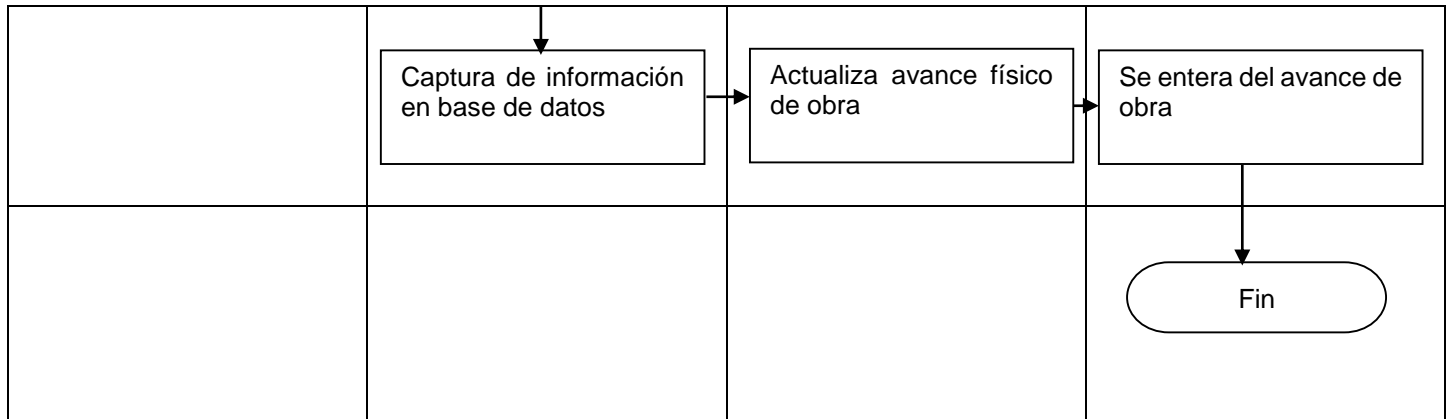 Captura de información
en base de datos
Actualiza avance físico
de obra
Se entera del avance de
obra
Fin